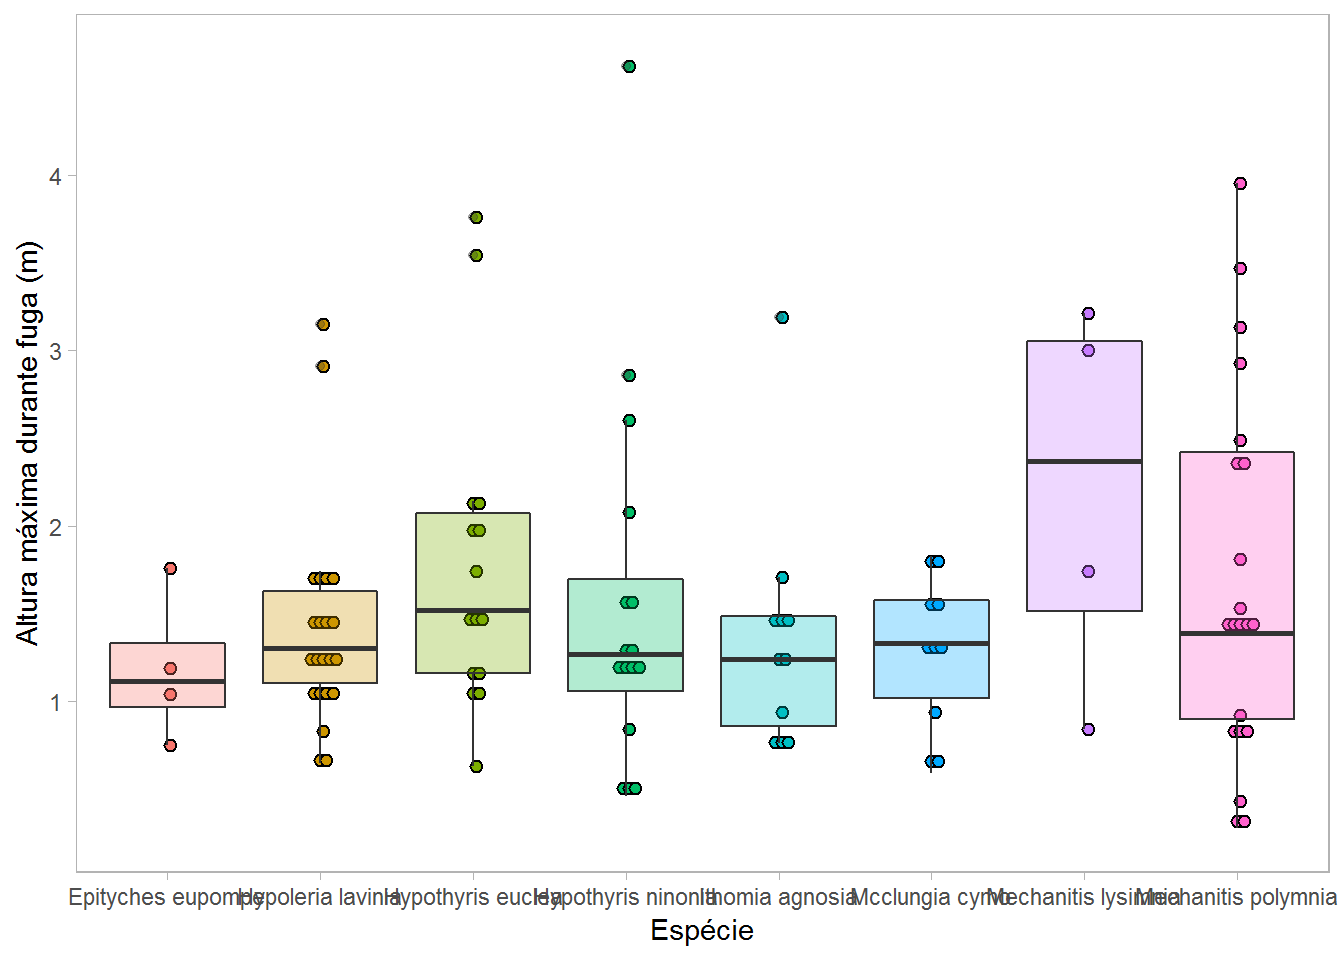 Altura máxima durante fuga (m)
4
3
2
1
Epityches eupompe Hypoleria lavinia Hypothyris euclea Hypothyris ninonia Ithomia agnosia Mcclungia cymo Mechanitis lysimnia Mechanitis polymnia
Espécie